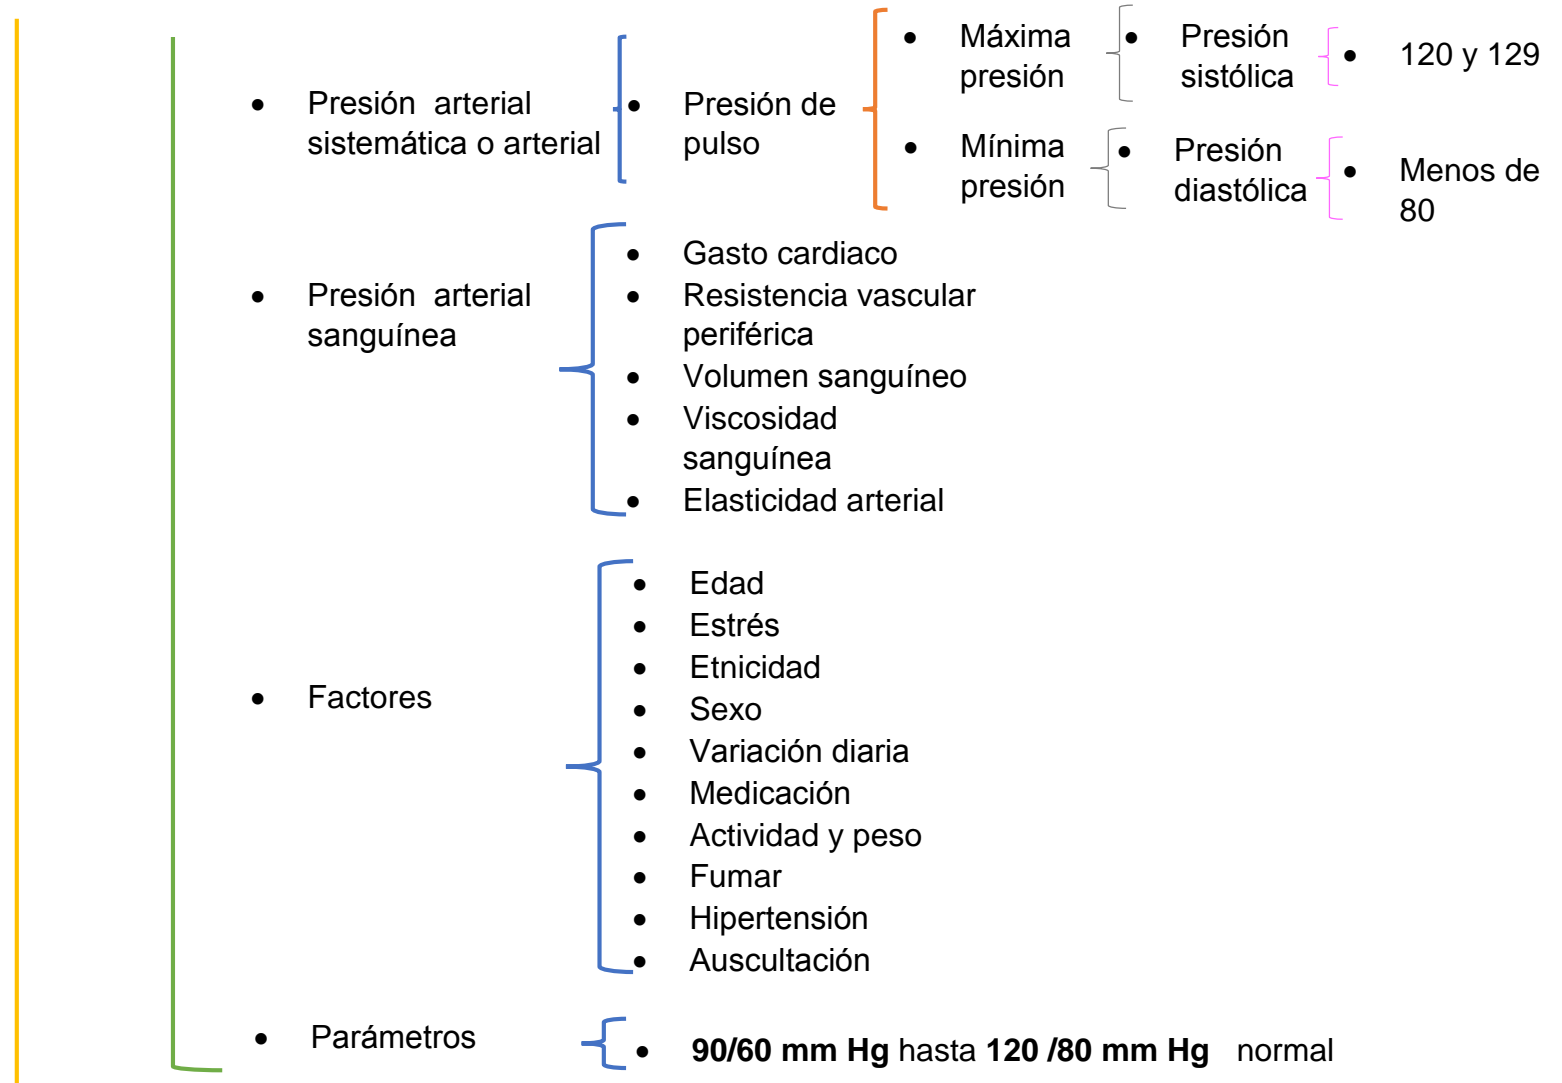 • Presión arterial
sistemática o arterial
• Presión de
pulso
• Máxima
presión
• Presión
sistólica
• 120 y 129
• Mínima
presión
• Presión
diastólica
• Menos de
80
• Presión arterial
sanguínea
• Gasto cardiaco
• Resistencia vascular
periférica
• Volumen sanguíneo
• Viscosidad
sanguínea
• Elasticidad arterial
• Factores
• Edad
• Estrés
• Etnicidad
• Sexo
• Variación diaria
• Medicación
• Actividad y peso
• Fumar
• Hipertensión
• Auscultación
• Parámetros
• 90/60 mm Hg hasta 120 /80 mm Hg normal